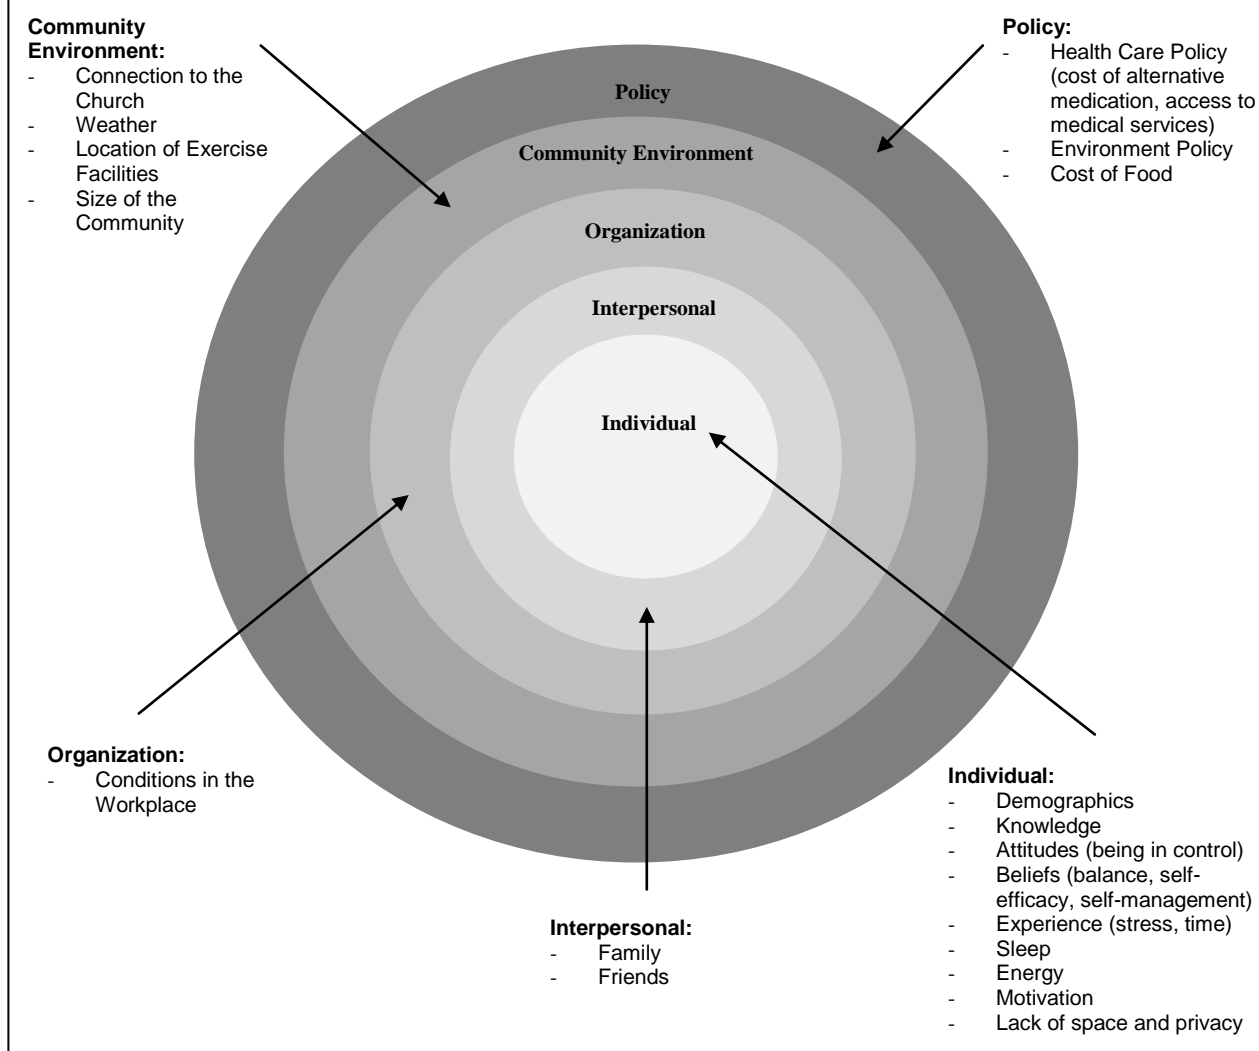 Community
Environment:
- Connection to the
Church
- Weather
- Location of Exercise
Facilities
- Size of the
Community
Policy:
- Health Care Policy
(cost of alternative
medication, access to
medical services)
- Environment Policy
- Cost of Food
Policy
Community Environment
Organization
Interpersonal
Individual
Organization:
- Conditions in the
Workplace
Interpersonal:
- Family
- Friends
Individual:
- Demographics
- Knowledge
- Attitudes (being in control)
- Beliefs (balance, self-
efficacy, self-management)
- Experience (stress, time)
- Sleep
- Energy
- Motivation
- Lack of space and privacy